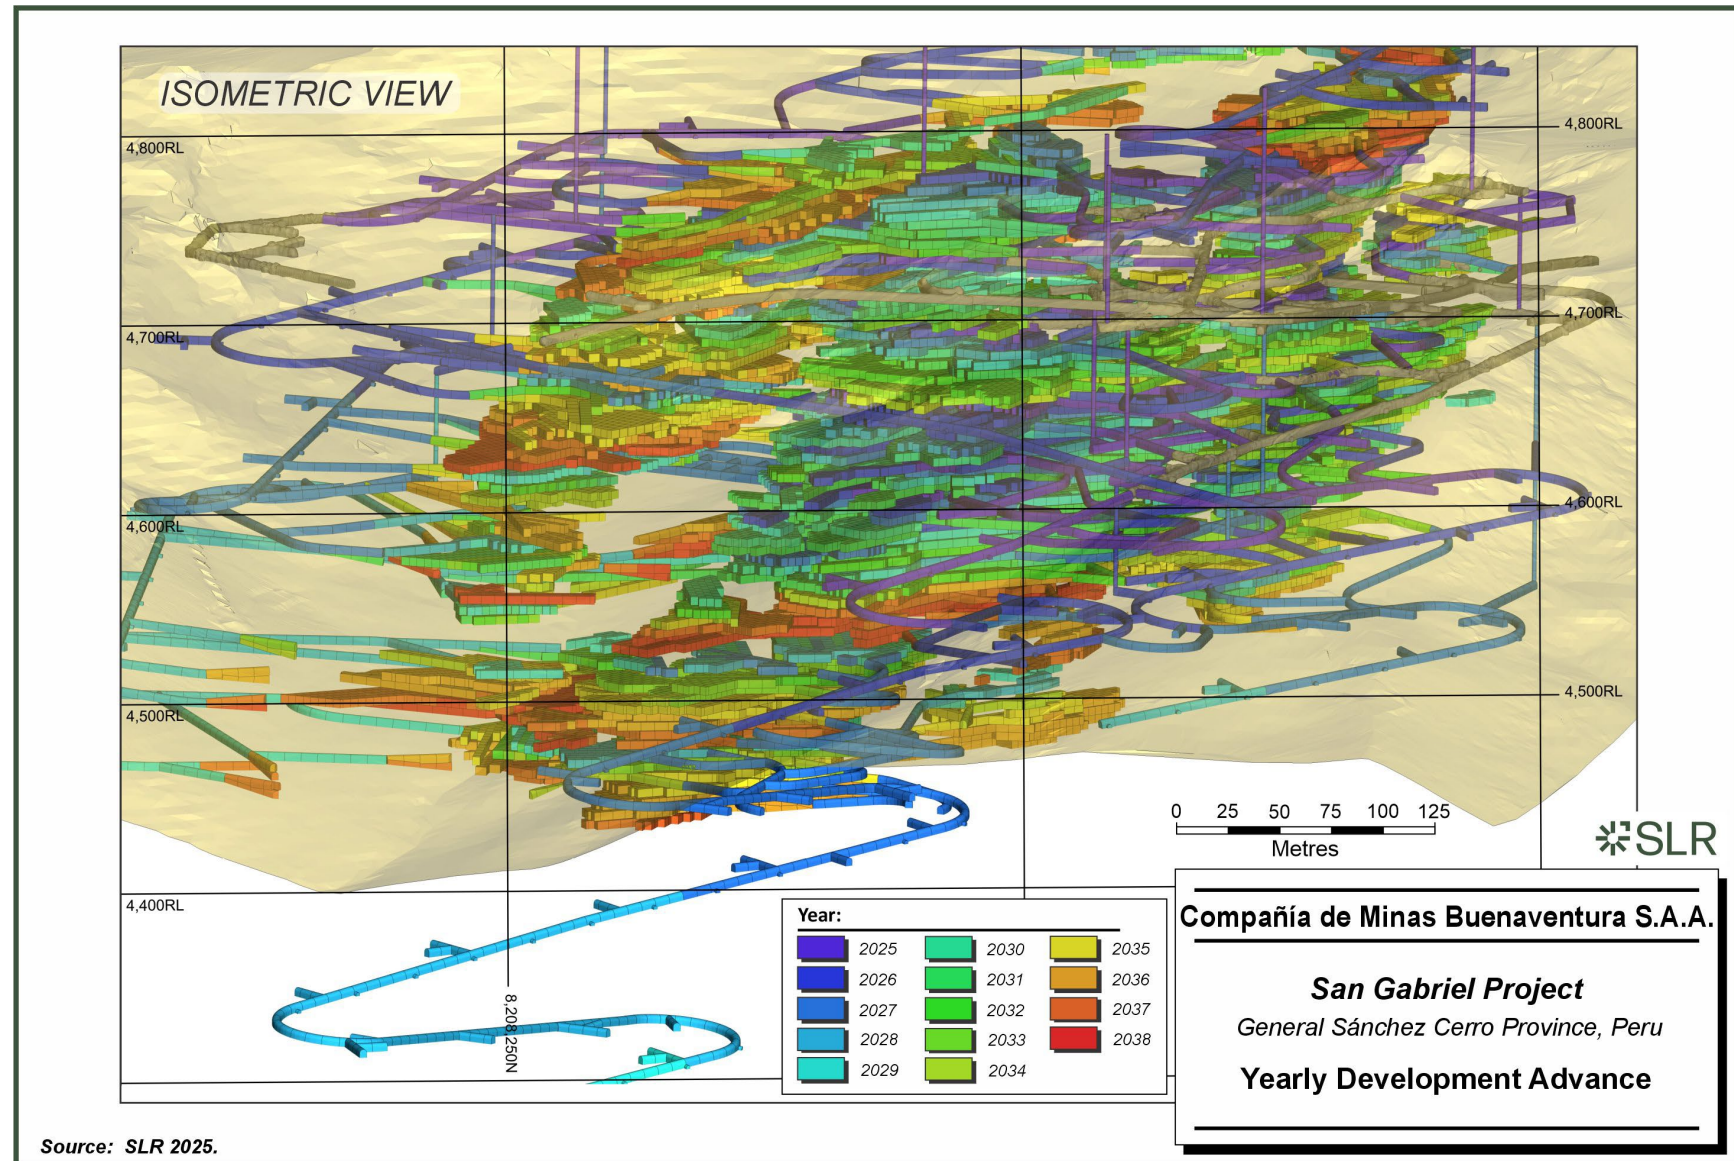 ISOMETRIC VIEW
4,800RL
4,800RL
4,700RL
4,700RL
4,600RL
4,600RL
4,500RL
4,500RL
4,400RL
8,208,250N
0 25 50 75 100 125
Metres
SLR
Year:
2025 2030 2035
2026 2031 2036
2027 2032 2037
2028 2033 2038
2029 2034
Compañía de Minas Buenaventura S.A.A.
San Gabriel Project
General Sánchez Cerro Province, Peru
Yearly Development Advance
Source: SLR 2025.